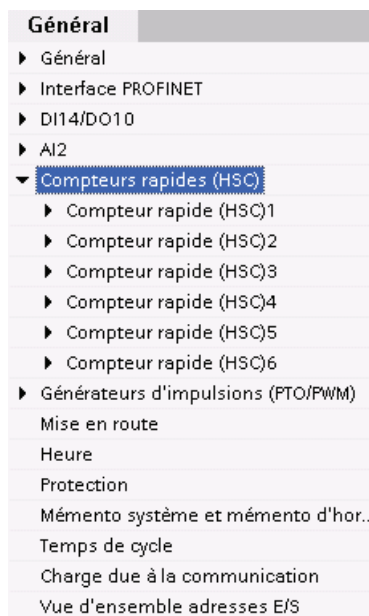 Général
Général
Interface PROFINET
DI14/DO10
AI2
Compteurs rapides (HSC)
Compteur rapide (HSC)1
Compteur rapide (HSC)2
Compteur rapide (HSC)3
Compteur rapide (HSC)4
Compteur rapide (HSC)5
Compteur rapide (HSC)6
Générateurs d'impulsions (PTO/PWM)
Mise en route
Heure
Protection
Mémento système et mémento d'hor..
Temps de cycle
Charge due à la communication
Vue d'ensemble adresses E/S